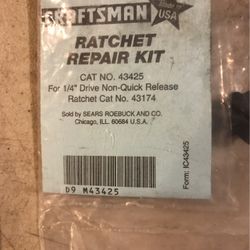 CRAFTSMAN
USA
RATCHET
REPAIR KIT
CAT NO. 43425
For 1/4" Drive Non-Quick Release
Ratchet Cat No. 43174
Sold by SEARS ROEBUCK AND CO.
Chicago, ILL. 60684 U.S.A.
D9 M43425
Form: IC43425